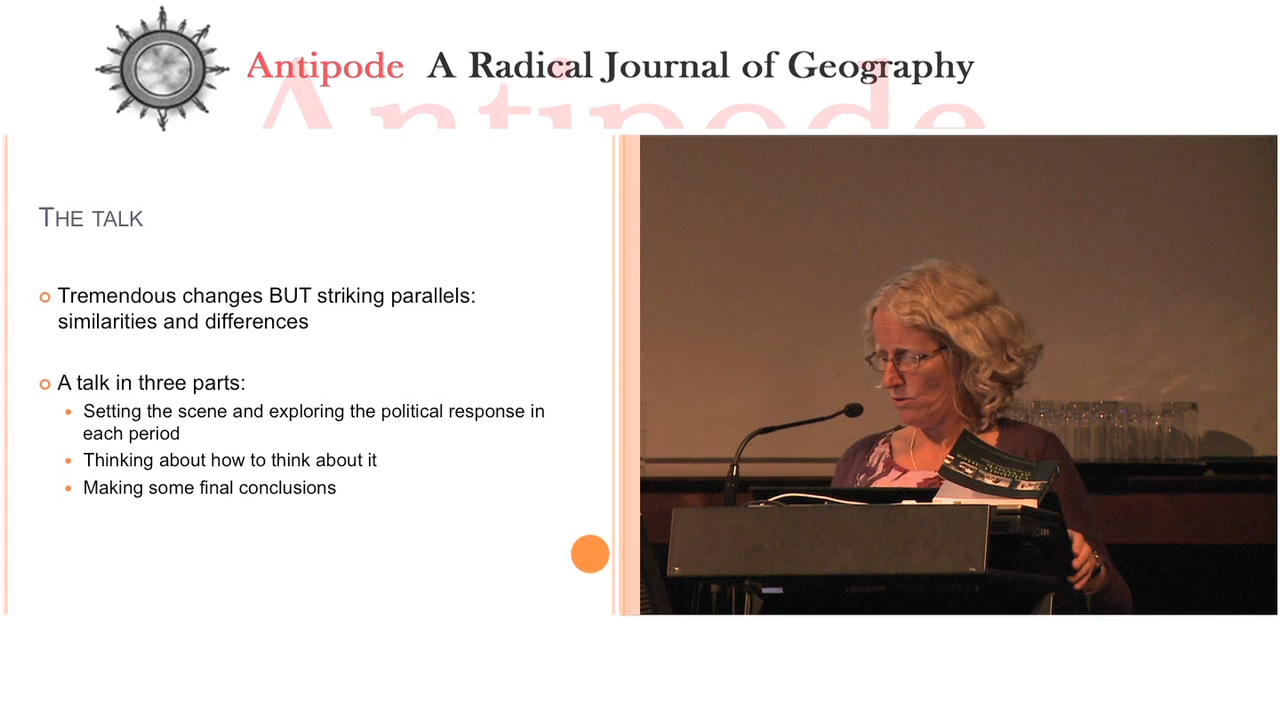 Antipode A Radical Journal of Geography
Antipode
THE TALK
Tremendous changes BUT striking parallels:
similarities and differences
A talk in three parts:
Setting the scene and exploring the political response in
each period
Thinking about how to think about it
Making some final conclusions